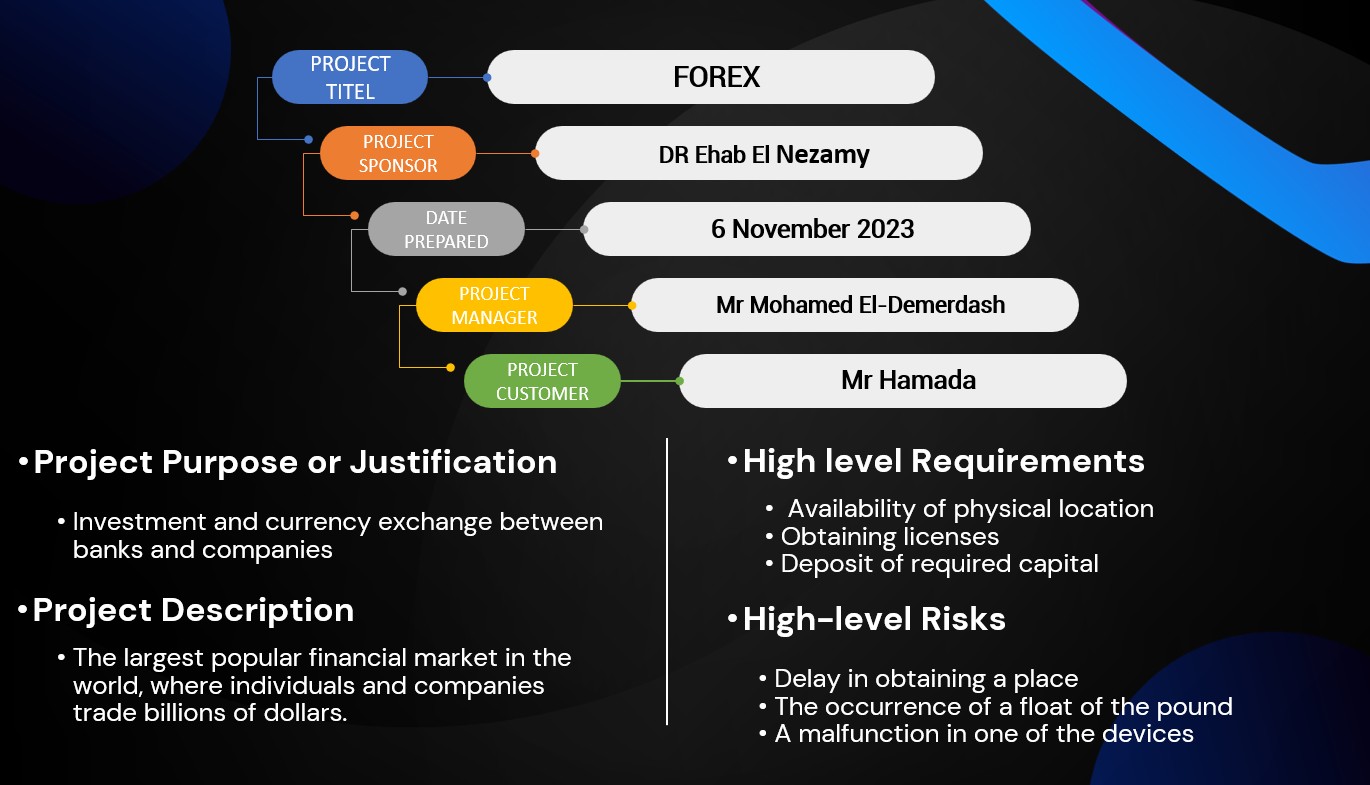 PROJECT
TITEL
FOREX
PROJECT
SPONSOR
DR Ehab El Nezamy
DATE
PREPARED
6 November 2023
PROJECT
MANAGER
Mr Mohamed El-Demerdash
PROJECT
CUSTOMER
Mr Hamada
• Project Purpose or Justification
• Investment and currency exchange between
banks and companies
• Project Description
• The largest popular financial market in the
world, where individuals and companies
trade billions of dollars.
• High level Requirements
• Availability of physical location
• Obtaining licenses
• Deposit of required capital
• High-level Risks
• Delay in obtaining a place
• The occurrence of a float of the pound
• A malfunction in one of the devices